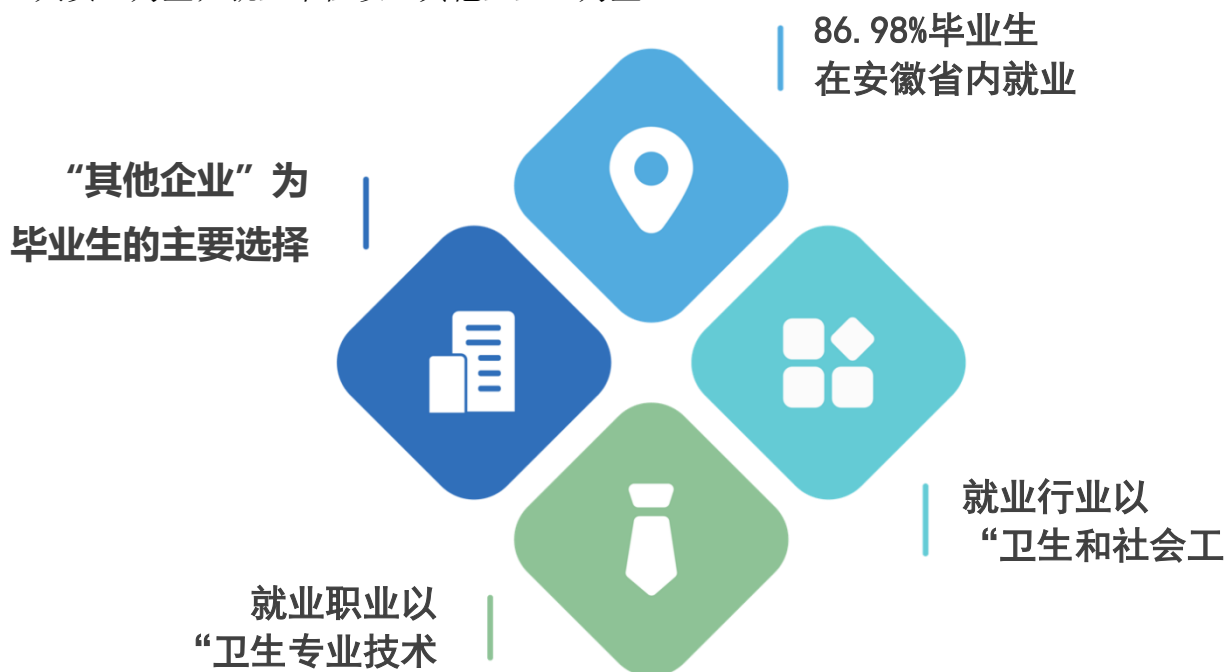 86.98%毕业生
在安徽省内就业
“其他企业”为
毕业生的主要选择
就业行业以
“卫生和社会工
就业职业以
“卫生专业技术